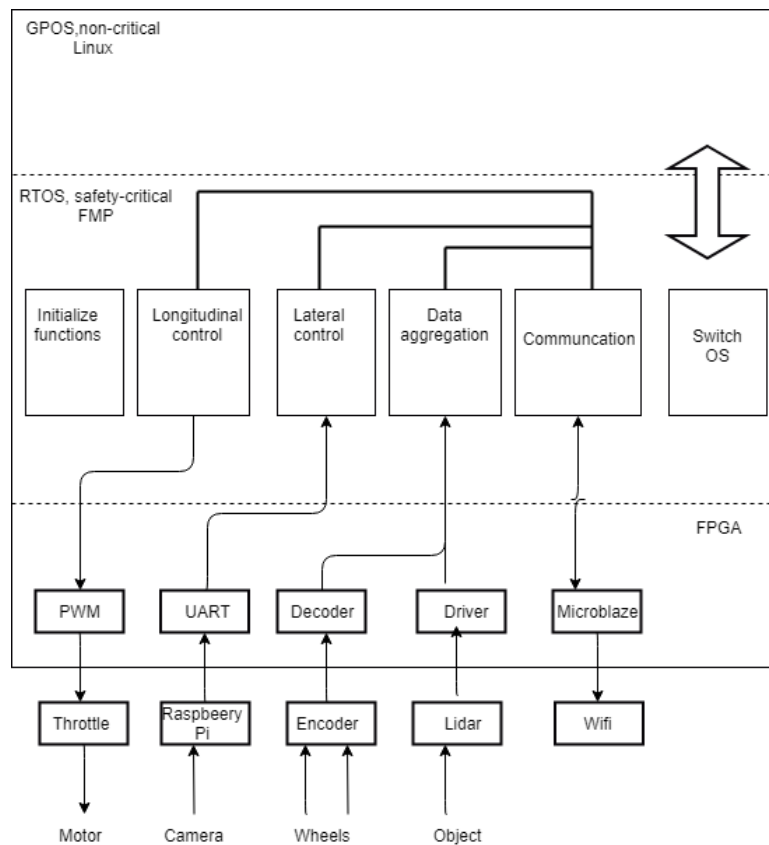 GPOS,non-critical
Linux
RTOS, safety-critical
FMP
Initialize
functions
Longitudinal
control
Lateral
control
Data
aggregation
Communcation
Switch
OS
FPGA
PWM
UART
Decoder
Driver
Microblaze
Throttle
Raspbeery
Pi
Encoder
Lidar
Wifi
Motor
Camera
Wheels
Object